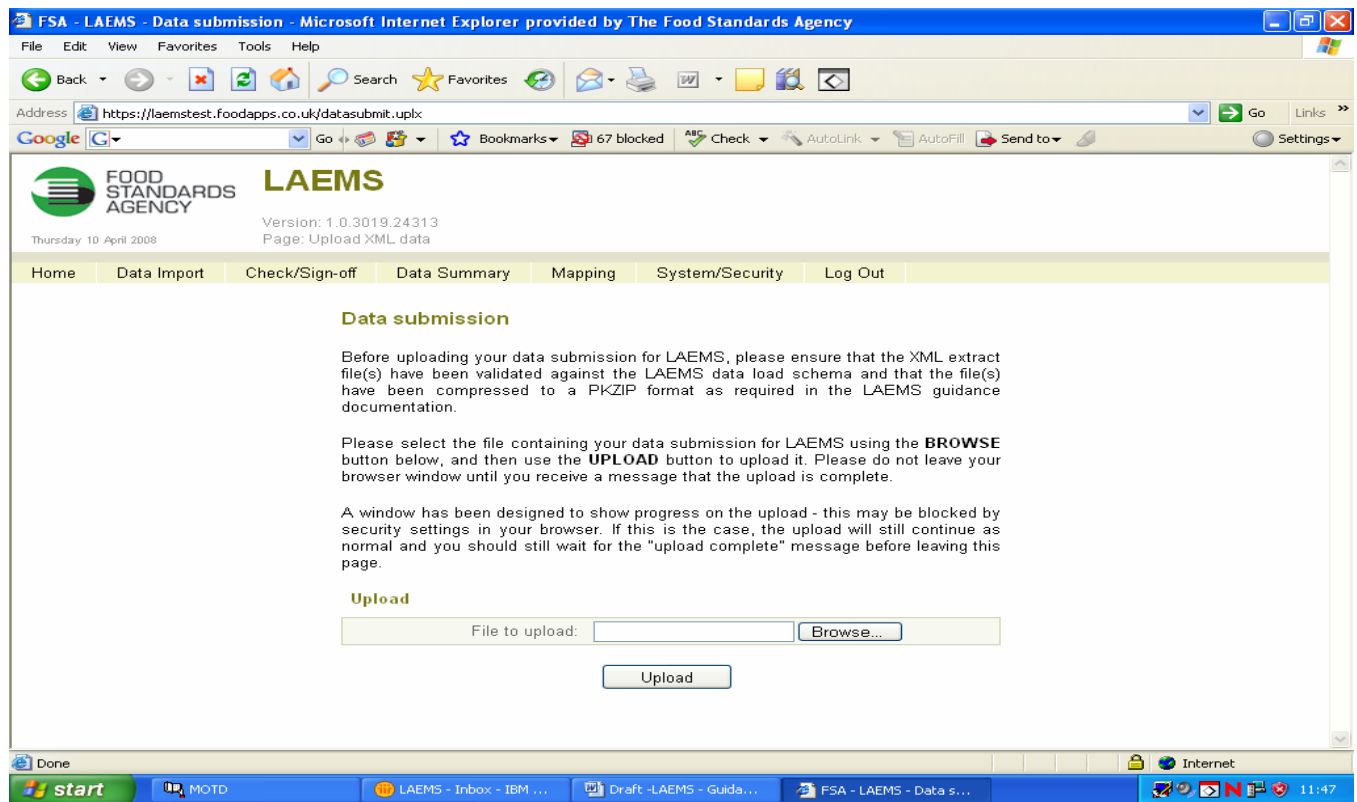 FSA - LAEMS - Data submission - Microsoft Internet Explorer provided by The Food Standards Agency
File Edit View Favorites Tools Help
Back Search Favorites
Address https://laemstest.foodapps.co.uk/datasubmit.uplx Go Links »
Google G Go Bookmarks 67 blocked ABC Check AutoLink AutoFill Send to Settings
FOOD
STANDARDS
AGENCY
LAEMS
Version: 1.0.3019.24313
Thursday 10 April 2008 Page: Upload XML data
Home Data Import Check/Sign-off Data Summary Mapping System/Security Log Out
Data submission
Before uploading your data submission for LAEMS, please ensure that the XML extract
file(s) have been validated against the LAEMS data load schema and that the file(s)
have been compressed to a PKZIP format as required in the LAEMS guidance
documentation.
Please select the file containing your data submission for LAEMS using the BROWSE
button below, and then use the UPLOAD button to upload it. Please do not leave your
browser window until you receive a message that the upload is complete.
A window has been designed to show progress on the upload - this may be blocked by
security settings in your browser. If this is the case, the upload will still continue as
normal and you should still wait for the "upload complete" message before leaving this
page.
Upload
File to upload: Browse...
Upload
Done Internet
start MOTD LAEMS - Inbox - IBM ... Draft -LAEMS - Guida... FSA - LAEMS - Data s... N 11:47